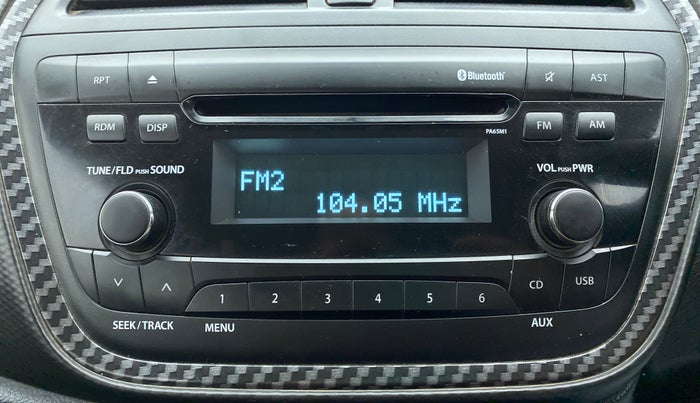 RPT
Bluetooth
AST
RDM
DISP
PA65M1
FM
AM
TUNE/FLD PUSH SOUND
VOL PUSH PWR
FM2
104.05 MHz
1 2 3 4 5 6
CD
USB
SEEK/TRACK
MENU
AUX